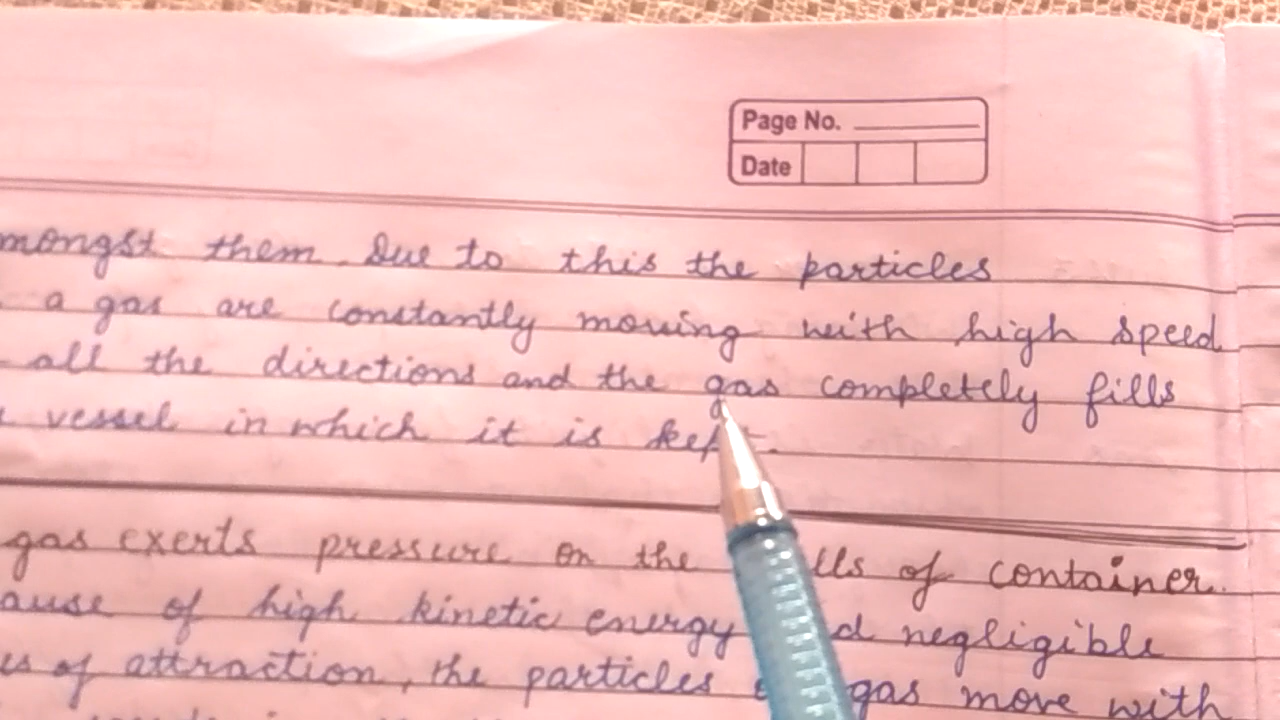 Page No.
Date
mongst them. Due to this the particles
a gas are constantly moving with high speed
all the directions and the gas completely fills
vessel in which it is kept.
gas exerts pressure on the lls of container.
ause of high kinetic energy d negligible
es of attraction, the particles gas move with